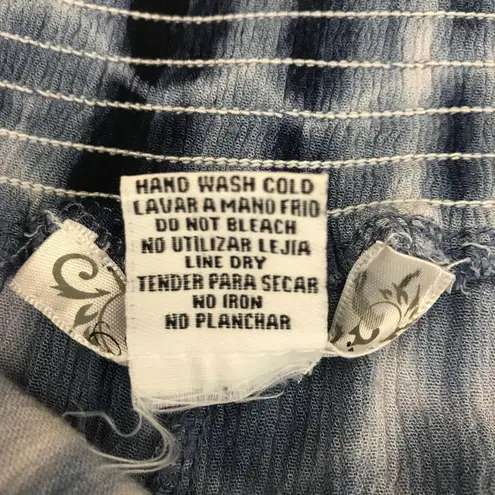 HAND WASH COLD
LAVAR A MANO FRIO
DO NOT BLEACH
NO UTILIZAR LEJIA
LINE DRY
TENDER PARA SECAR
NO IRON
NO PLANCHAR